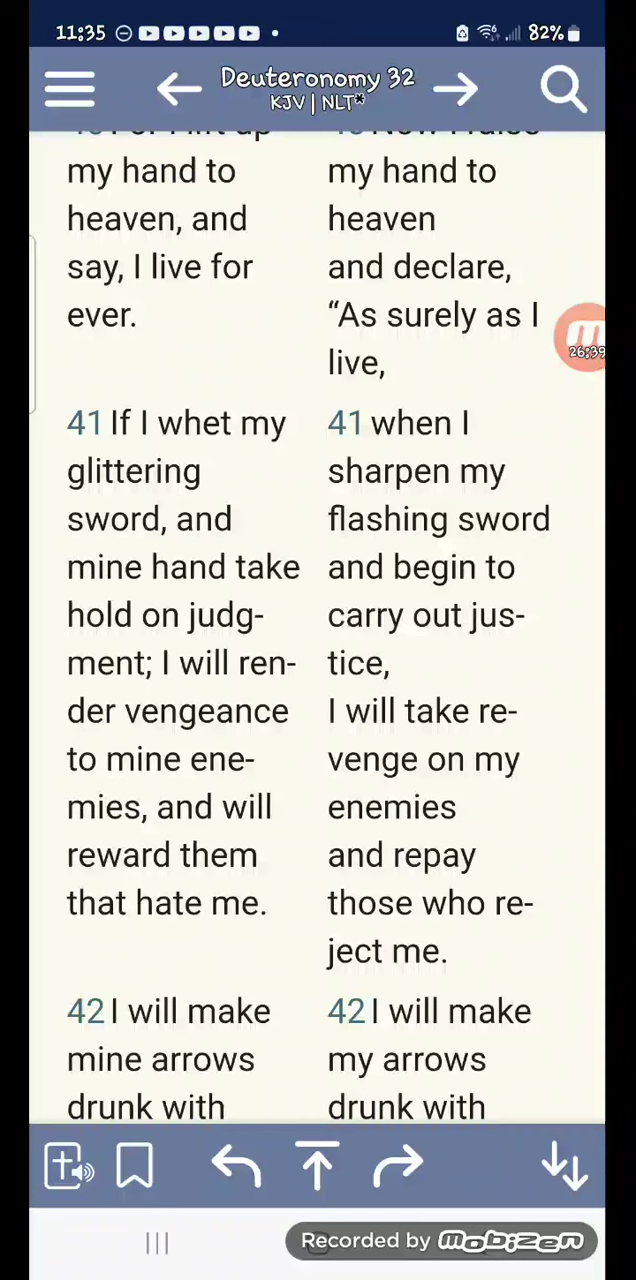 11:35
82%
Deuteronomy 32
KJV | NLT*
my hand to
heaven, and
say, I live for
ever.
41 If I whet my
glittering
sword, and
mine hand take
hold on judg-
ment; I will ren-
der vengeance
to mine ene-
mies, and will
reward them
that hate me.
42 I will make
mine arrows
drunk with
my hand to
heaven
and declare,
“As surely as I
live,
41 when I
sharpen my
flashing sword
and begin to
carry out jus-
tice,
I will take re-
venge on my
enemies
and repay
those who re-
ject me.
42 I will make
my arrows
drunk with
26:39
Recorded by mobizen